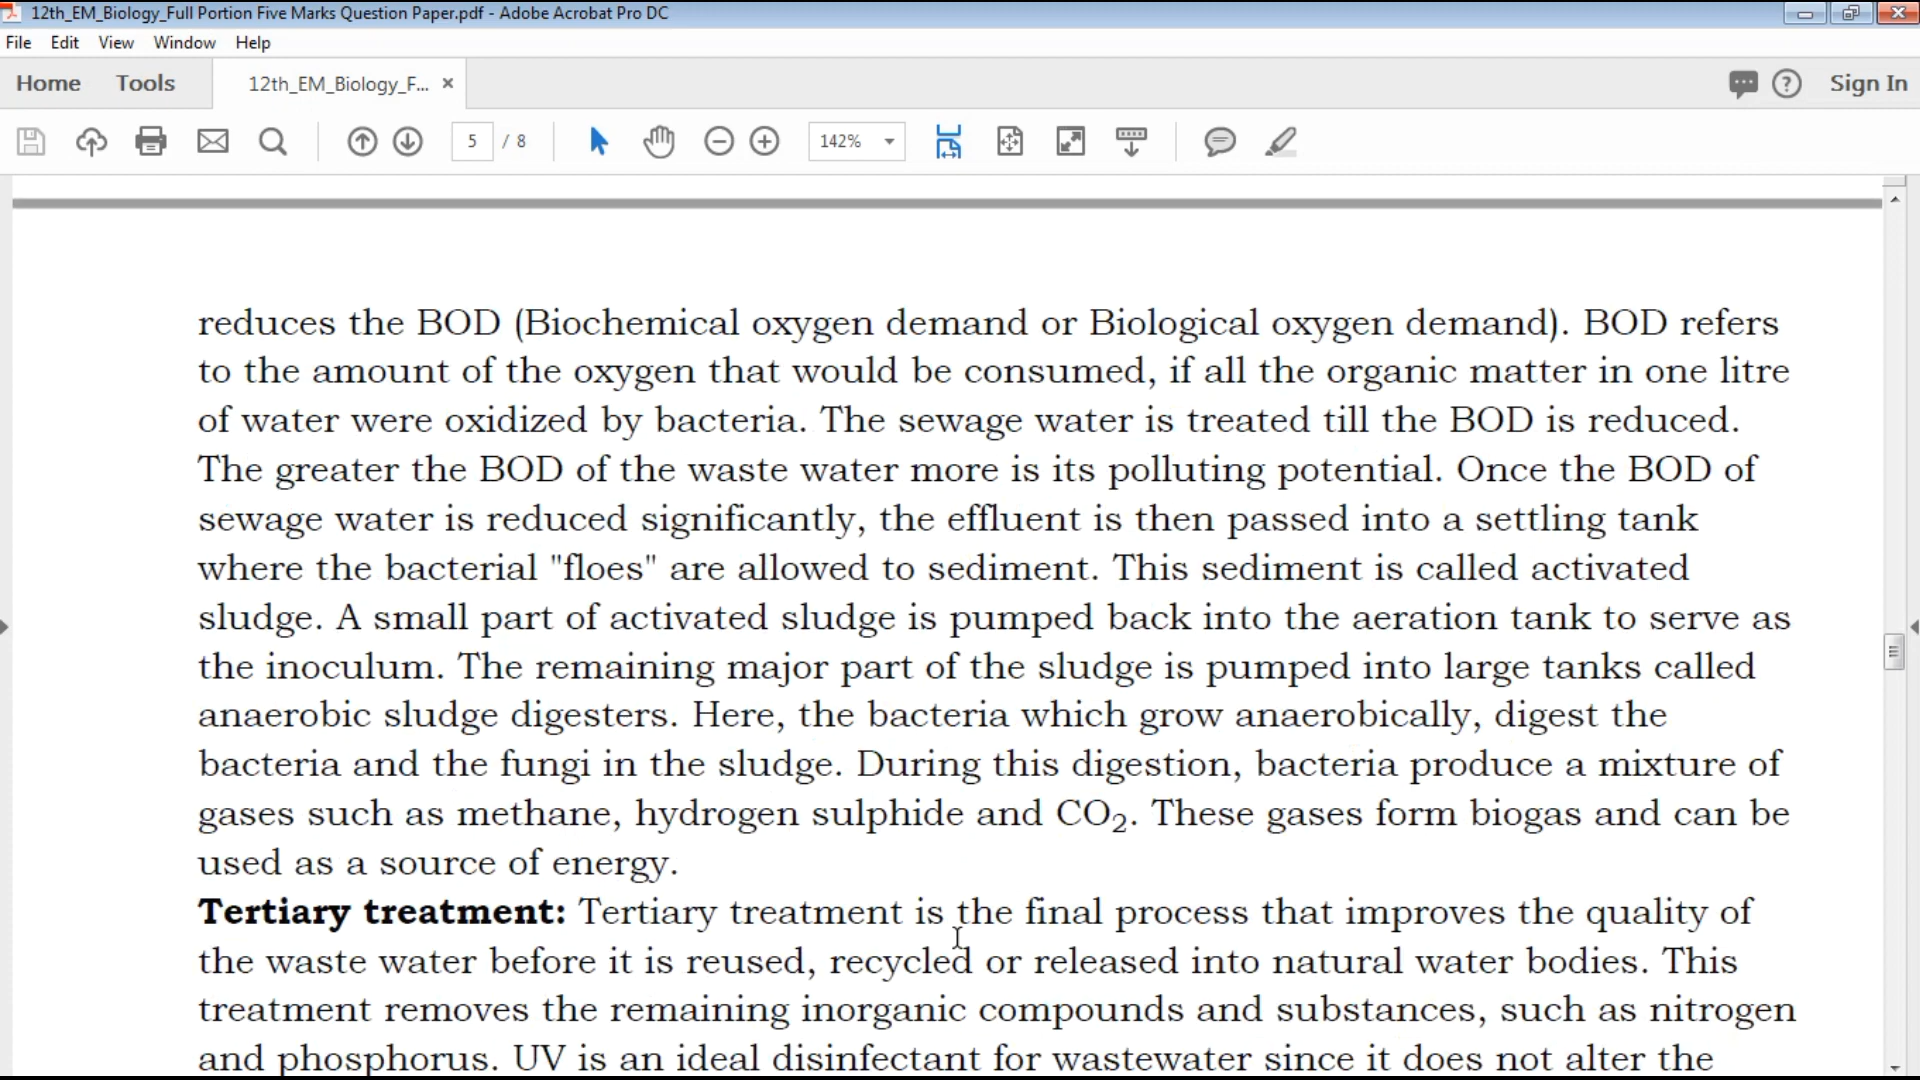 12th_EM_Biology_Full Portion Five Marks Question Paper.pdf - Adobe Acrobat Pro DC
File Edit View Window Help
Home Tools 12th_EM_Biology_F... × Sign In
5 / 8 142%
reduces the BOD (Biochemical oxygen demand or Biological oxygen demand). BOD refers
to the amount of the oxygen that would be consumed, if all the organic matter in one litre
of water were oxidized by bacteria. The sewage water is treated till the BOD is reduced.
The greater the BOD of the waste water more is its polluting potential. Once the BOD of
sewage water is reduced significantly, the effluent is then passed into a settling tank
where the bacterial "floes" are allowed to sediment. This sediment is called activated
sludge. A small part of activated sludge is pumped back into the aeration tank to serve as
the inoculum. The remaining major part of the sludge is pumped into large tanks called
anaerobic sludge digesters. Here, the bacteria which grow anaerobically, digest the
bacteria and the fungi in the sludge. During this digestion, bacteria produce a mixture of
gases such as methane, hydrogen sulphide and CO₂. These gases form biogas and can be
used as a source of energy.
Tertiary treatment: Tertiary treatment is the final process that improves the quality of
the waste water before it is reused, recycled or released into natural water bodies. This
treatment removes the remaining inorganic compounds and substances, such as nitrogen
and phosphorus. UV is an ideal disinfectant for wastewater since it does not alter the